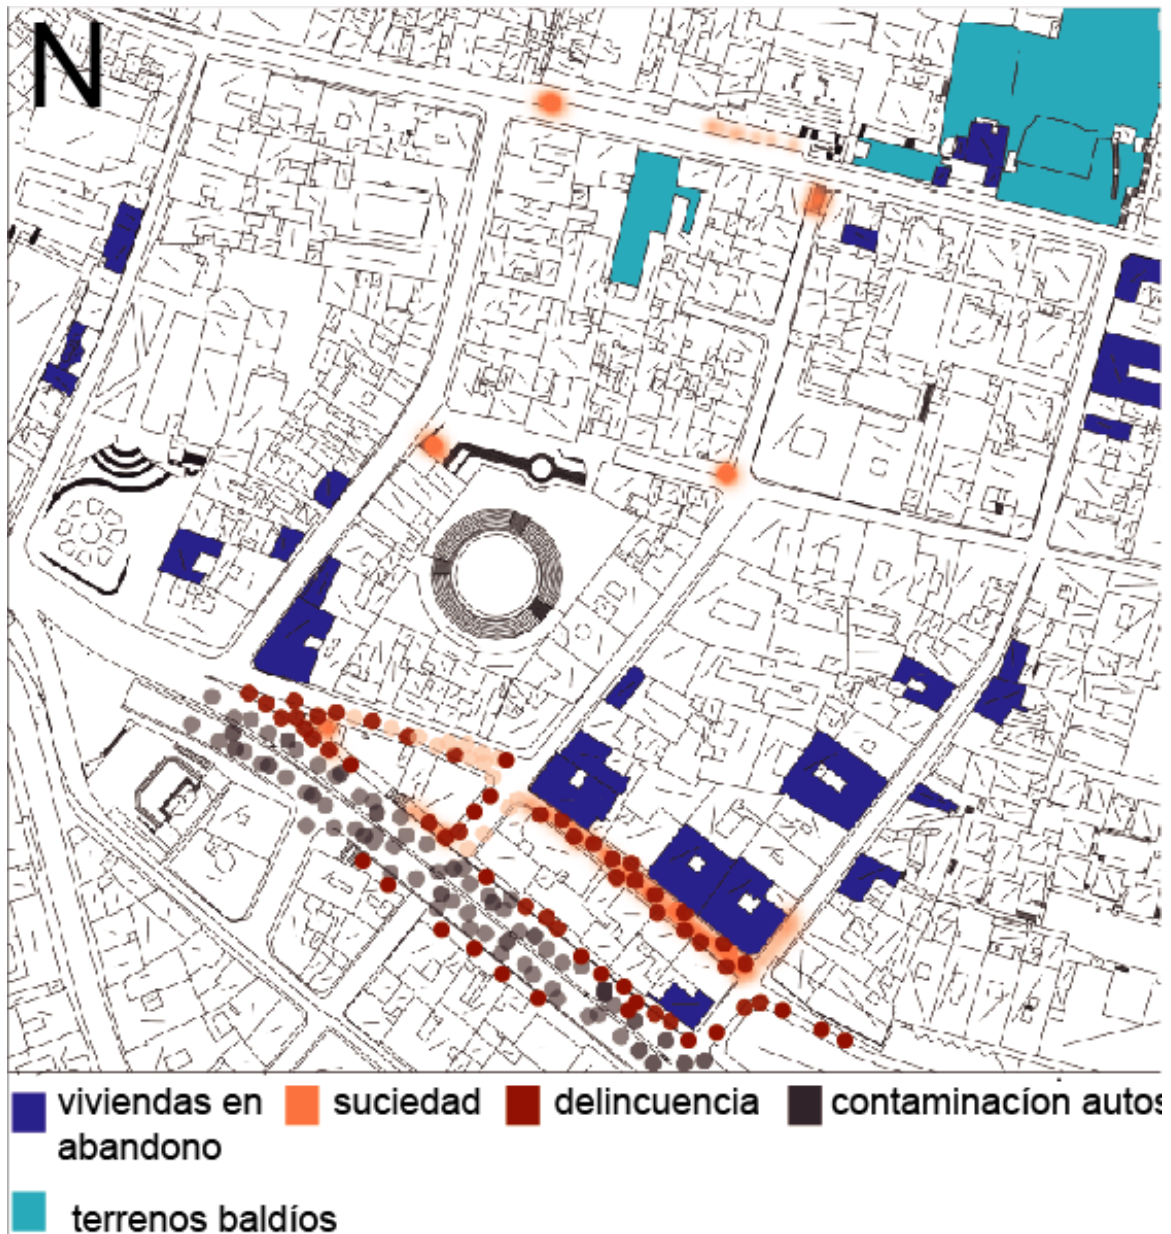 N
viviendas en
abandono
suciedad
delincuencia
contaminacíon autos
terrenos baldíos